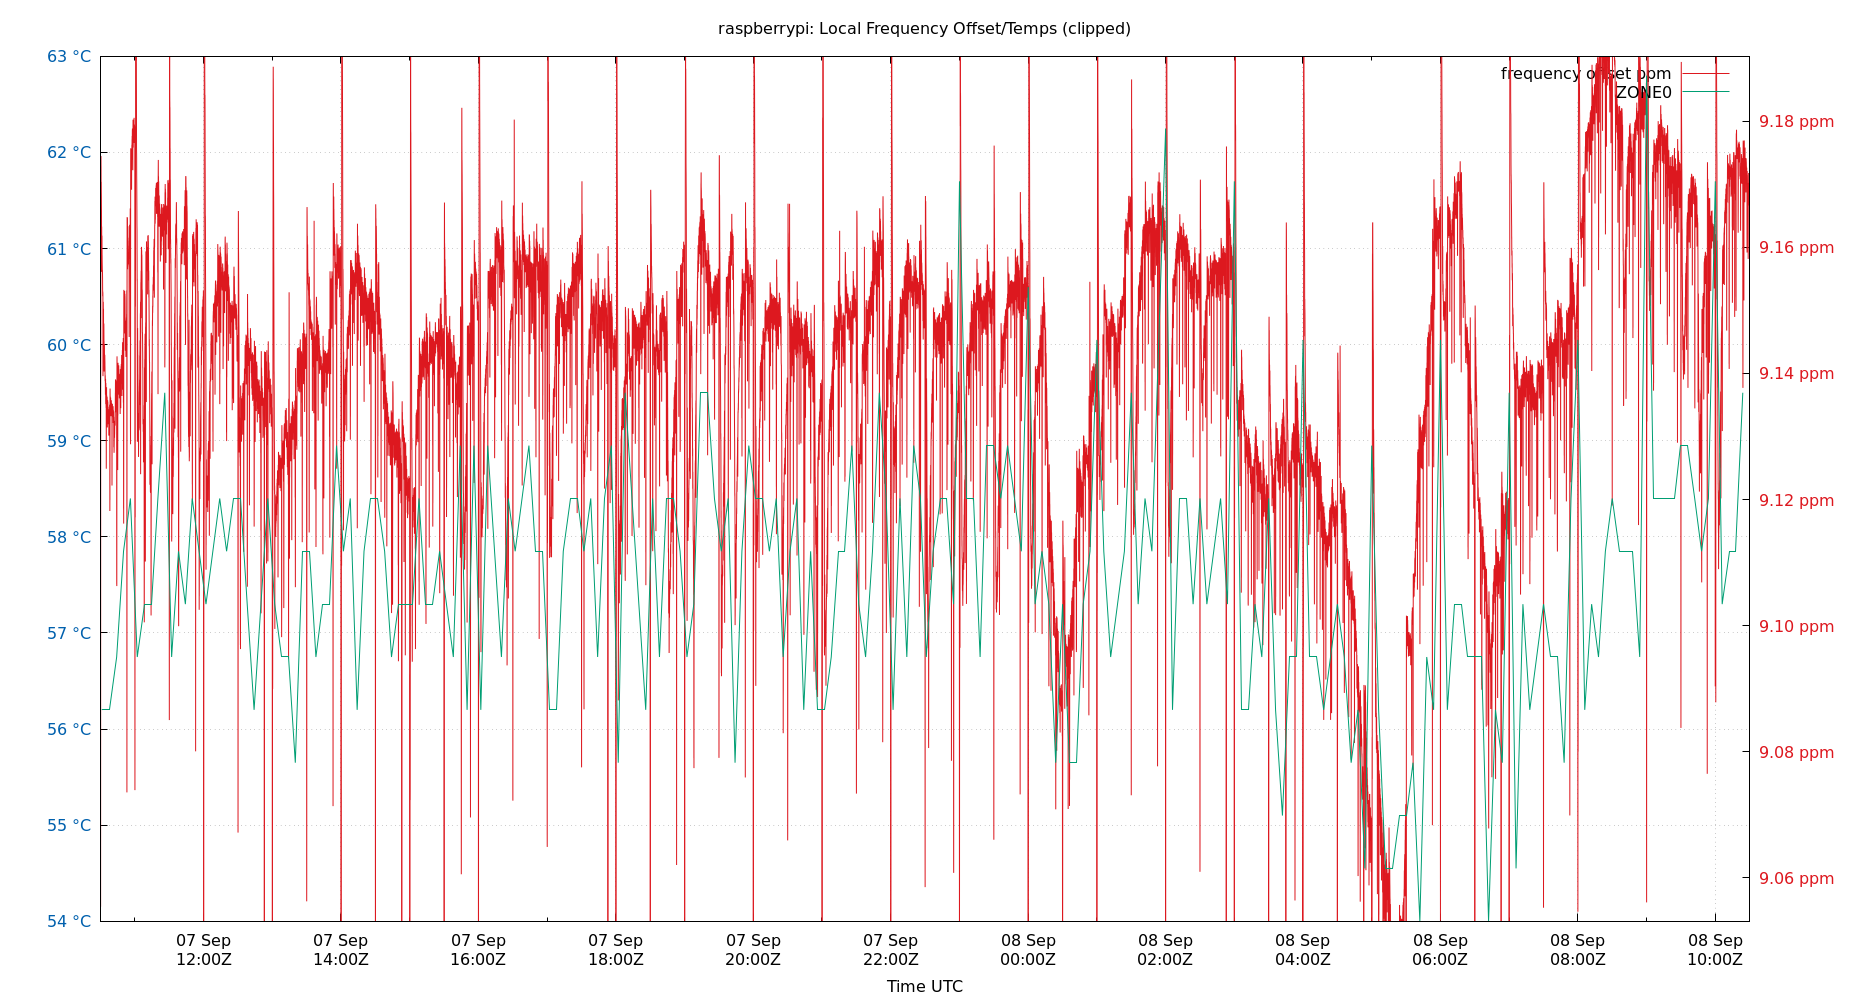 raspberrypi: Local Frequency Offset/Temps (clipped)
63 °C
62 °C
61 °C
60 °C
59 °C
58 °C
57 °C
56 °C
55 °C
54 °C
frequency offset ppm
ZONE0
9.18 ppm
9.16 ppm
9.14 ppm
9.12 ppm
9.10 ppm
9.08 ppm
9.06 ppm
07 Sep 12:00Z
07 Sep 14:00Z
07 Sep 16:00Z
07 Sep 18:00Z
07 Sep 20:00Z
07 Sep 22:00Z
08 Sep 00:00Z
08 Sep 02:00Z
08 Sep 04:00Z
08 Sep 06:00Z
08 Sep 08:00Z
08 Sep 10:00Z
Time UTC